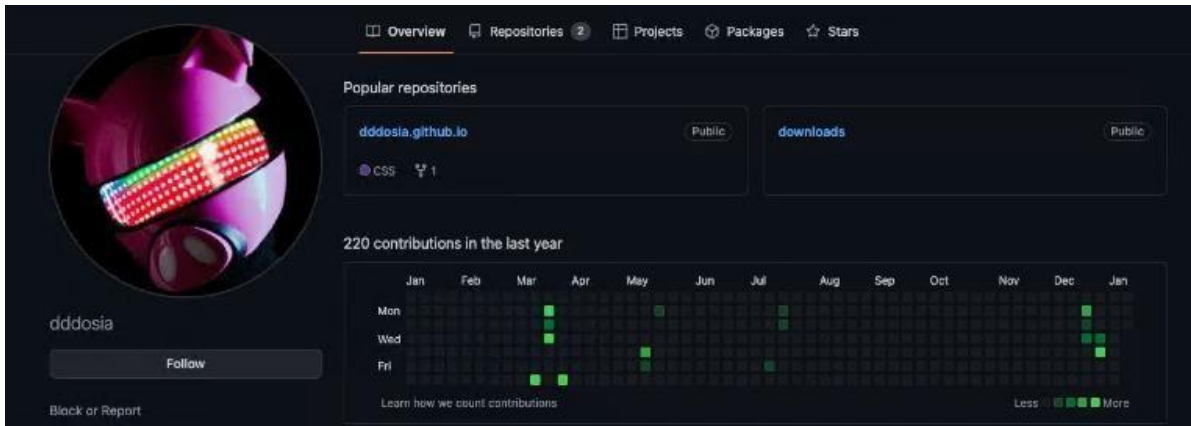 Overview Repositories 2 Projects Packages Stars
Popular repositories
dddosia.github.io Public
CSS 1
downloads Public
220 contributions in the last year
Jan Feb Mar Apr May Jun Jul Aug Sep Oct Nov Dec Jan
Mon
Wed
Fri
Learn how we count contributions
Less More
dddosia
Follow
Block or Report